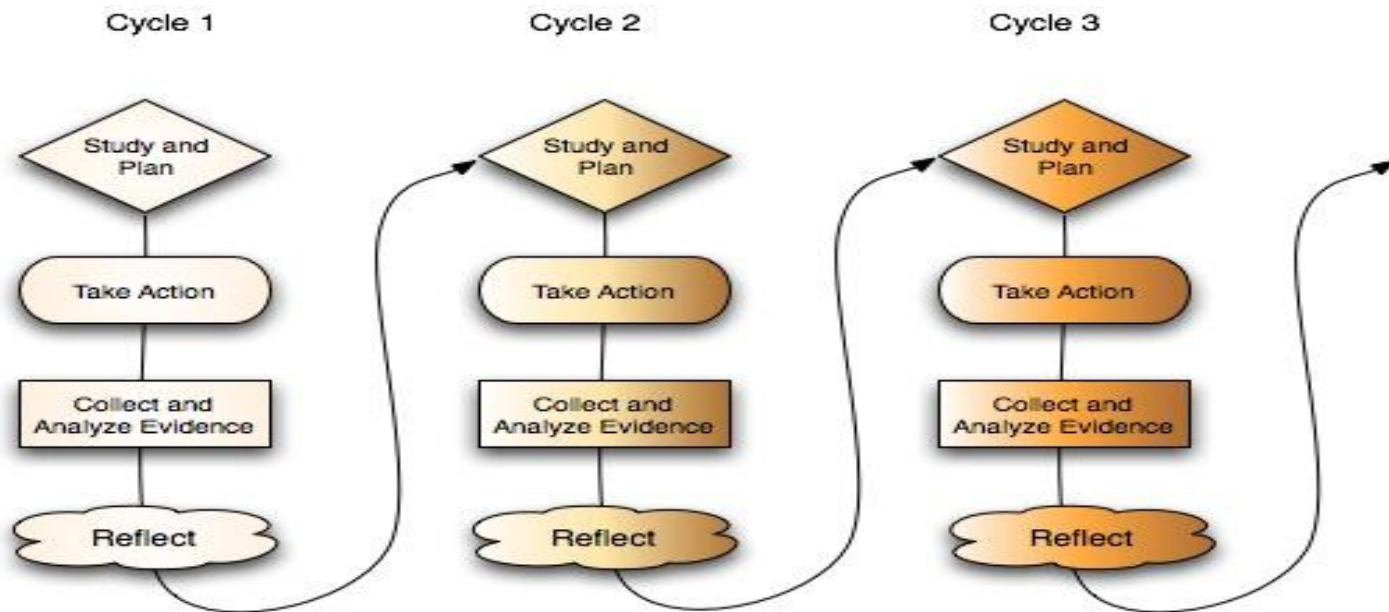 Cycle 1
Study and
Plan
Take Action
Collect and
Analyze Evidence
Reflect
Cycle 2
Study and
Plan
Take Action
Collect and
Analyze Evidence
Reflect
Cycle 3
Study and
Plan
Take Action
Collect and
Analyze Evidence
Reflect